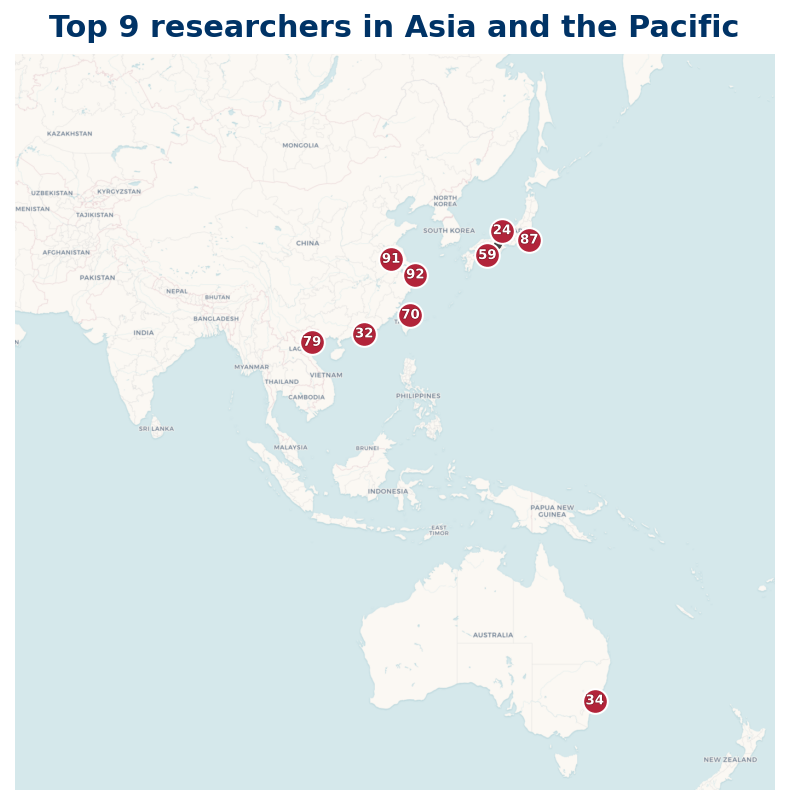 Top 9 researchers in Asia and the Pacific
KAZAKHSTAN
MONGOLIA
UZBEKISTAN
KYRGYZSTAN
MENISTAN
TAJIKISTAN
NORTH
KOREA
SOUTH KOREA
24
87
59
CHINA
AFGHANISTAN
91
92
PAKISTAN
NEPAL
BHUTAN
BANGLADESH
INDIA
70
32
79
LAO
MYANMAR
THAILAND
VIETNAM
CAMBODIA
PHILIPPINES
SRI LANKA
MALAYSIA
BRUNEI
INDONESIA
PAPUA NEW
GUINEA
EAST
TIMOR
AUSTRALIA
34
NEW ZEALAND